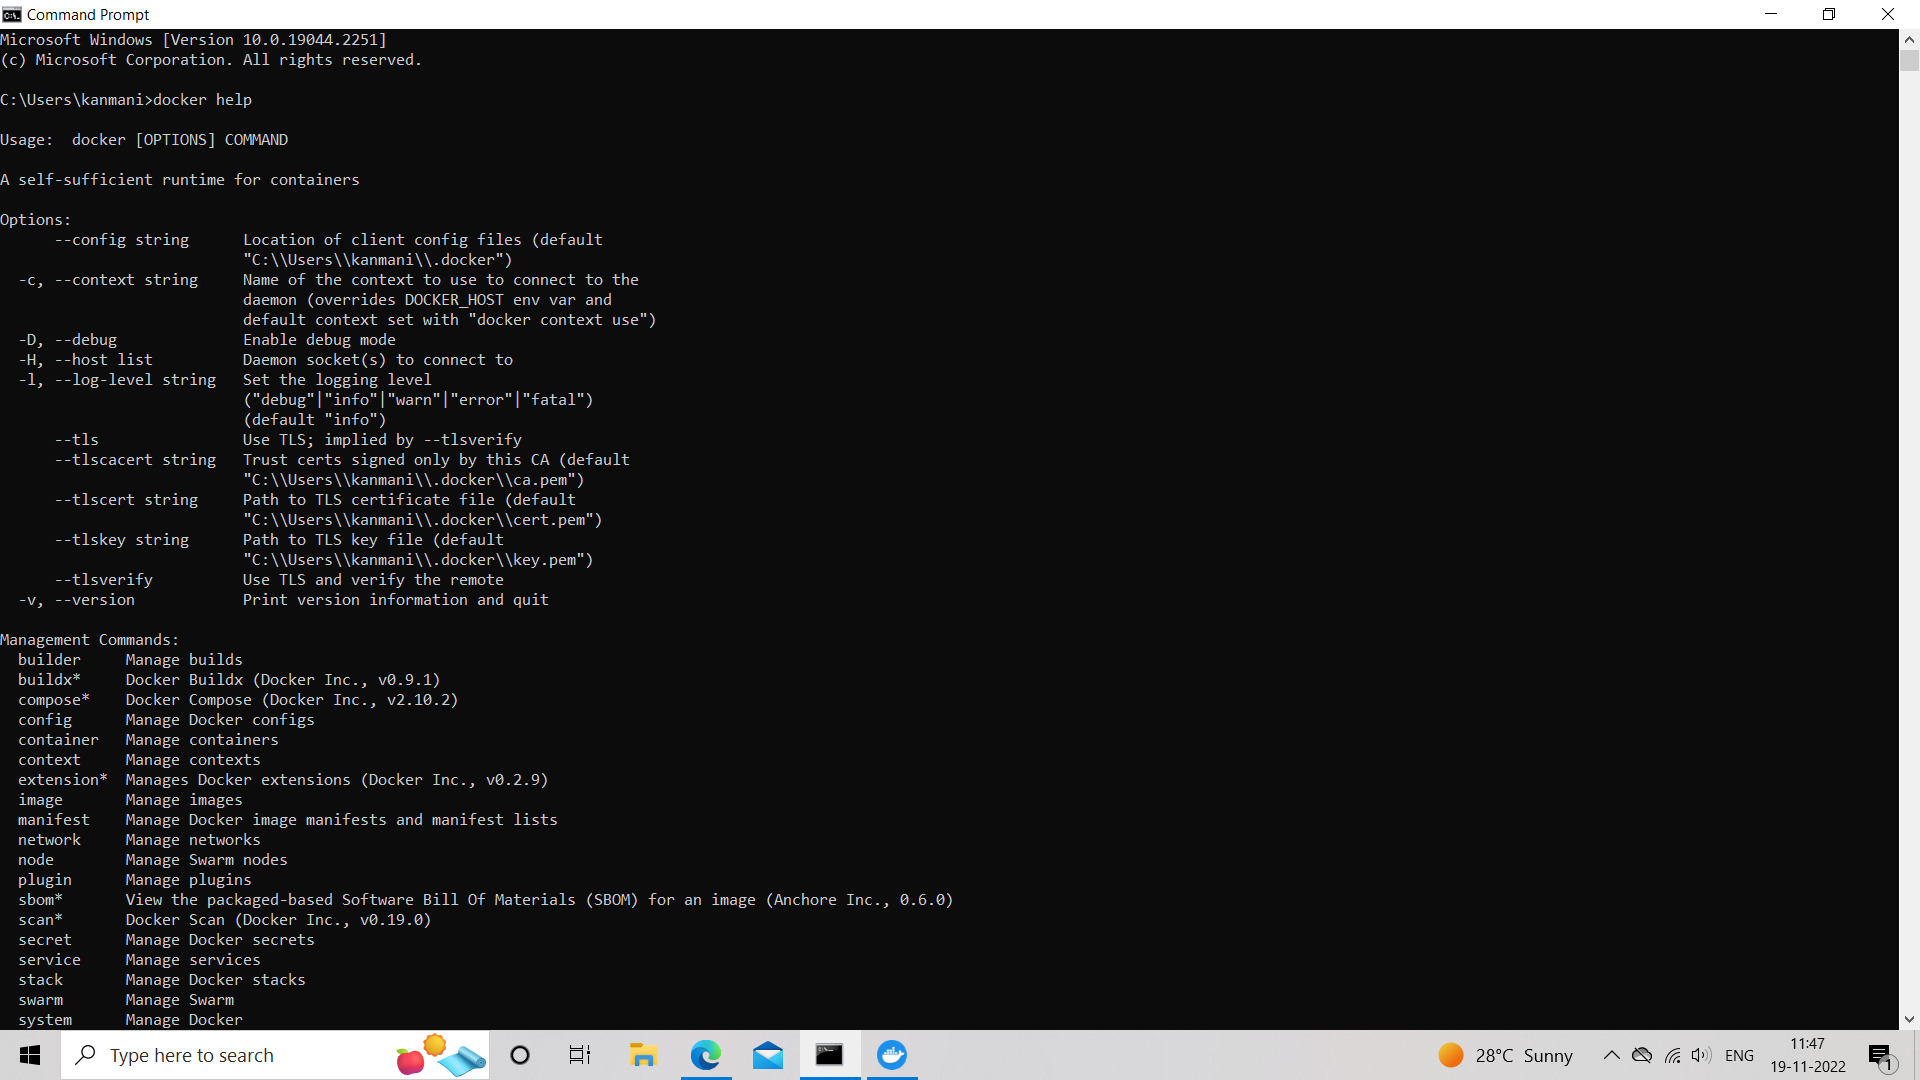 Command Prompt
Microsoft Windows [Version 10.0.19044.2251]
(c) Microsoft Corporation. All rights reserved.
C:\Users\kanmani>docker help
Usage:  docker [OPTIONS] COMMAND
A self-sufficient runtime for containers
Options:
      --config string      Location of client config files (default
                           "C:\\Users\\kanmani\\.docker")
  -c, --context string     Name of the context to use to connect to the
                           daemon (overrides DOCKER_HOST env var and
                           default context set with "docker context use")
  -D, --debug              Enable debug mode
  -H, --host list          Daemon socket(s) to connect to
  -l, --log-level string   Set the logging level
                           ("debug"|"info"|"warn"|"error"|"fatal")
                           (default "info")
      --tls                Use TLS; implied by --tlsverify
      --tlscacert string   Trust certs signed only by this CA (default
                           "C:\\Users\\kanmani\\.docker\\ca.pem")
      --tlscert string     Path to TLS certificate file (default
                           "C:\\Users\\kanmani\\.docker\\cert.pem")
      --tlskey string      Path to TLS key file (default
                           "C:\\Users\\kanmani\\.docker\\key.pem")
      --tlsverify          Use TLS and verify the remote
  -v, --version            Print version information and quit
Management Commands:
  builder     Manage builds
  buildx*     Docker Buildx (Docker Inc., v0.9.1)
  compose*    Docker Compose (Docker Inc., v2.10.2)
  config      Manage Docker configs
  container   Manage containers
  context     Manage contexts
  extension*  Manages Docker extensions (Docker Inc., v0.2.9)
  image       Manage images
  manifest    Manage Docker image manifests and manifest lists
  network     Manage networks
  node        Manage Swarm nodes
  plugin      Manage plugins
  sbom*       View the packaged-based Software Bill Of Materials (SBOM) for an image (Anchore Inc., 0.6.0)
  scan*       Docker Scan (Docker Inc., v0.19.0)
  secret      Manage Docker secrets
  service     Manage services
  stack       Manage Docker stacks
  swarm       Manage Swarm
  system      Manage Docker
Type here to search
28°C Sunny
ENG
11:47
19-11-2022
1